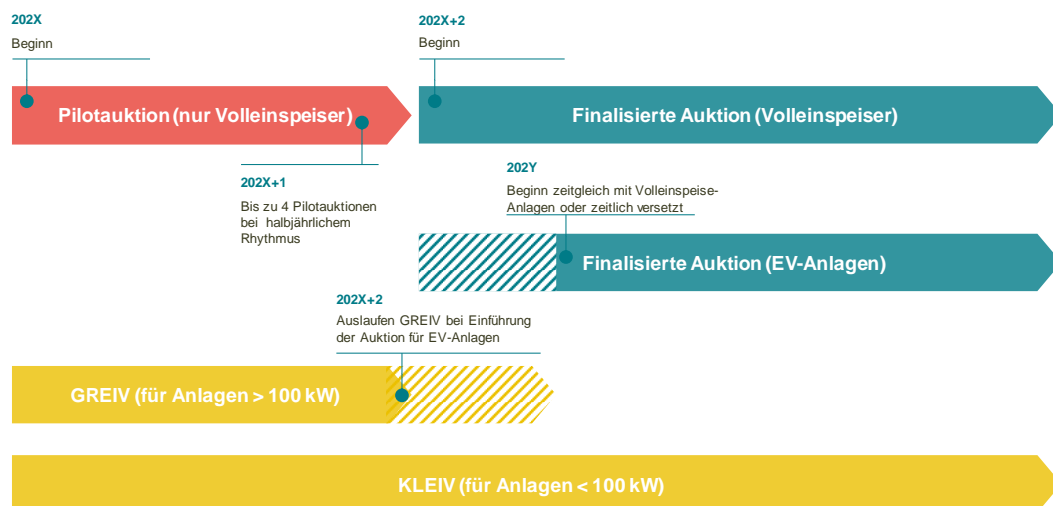 202X
Beginn
202X+2
Beginn
Pilotauktion (nur Volleinspeiser)
Finalisierte Auktion (Volleinspeiser)
202X+1
Bis zu 4 Pilotauktionen
bei halbjährlichem
Rhythmus
202Y
Beginn zeitgleich mit Volleinspeise-
Anlagen oder zeitlich versetzt
Finalisierte Auktion (EV-Anlagen)
202X+2
Auslaufen GREIV bei Einführung
der Auktion für EV-Anlagen
GREIV (für Anlagen > 100 kW)
KLEIV (für Anlagen < 100 kW)